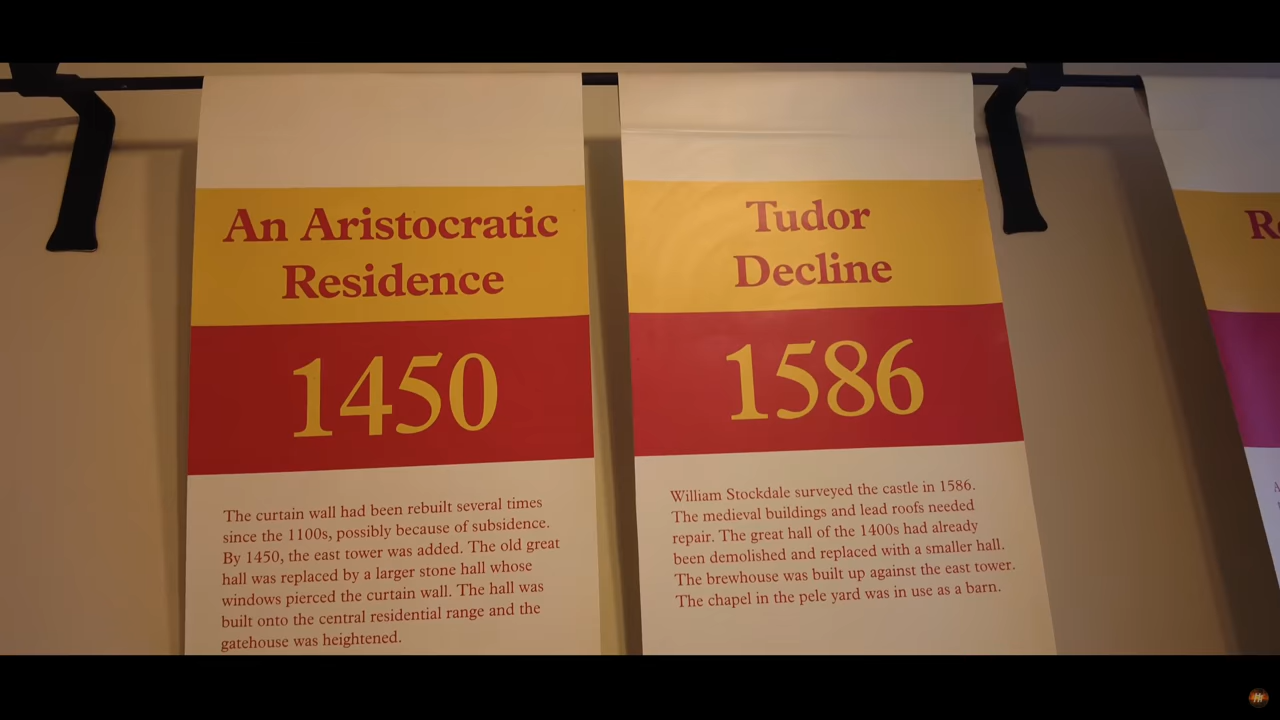 An Aristocratic
Residence
1450
The curtain wall had been rebuilt several times
since the 1100s, possibly because of subsidence.
By 1450, the east tower was added. The old great
hall was replaced by a larger stone hall whose
windows pierced the curtain wall. The hall was
built onto the central residential range and the
gatehouse was heightened.
Tudor
Decline
1586
William Stockdale surveyed the castle in 1586.
The medieval buildings and lead roofs needed
repair. The great hall of the 1400s had already
been demolished and replaced with a smaller hall.
The brewhouse was built up against the east tower.
The chapel in the pele yard was in use as a barn.